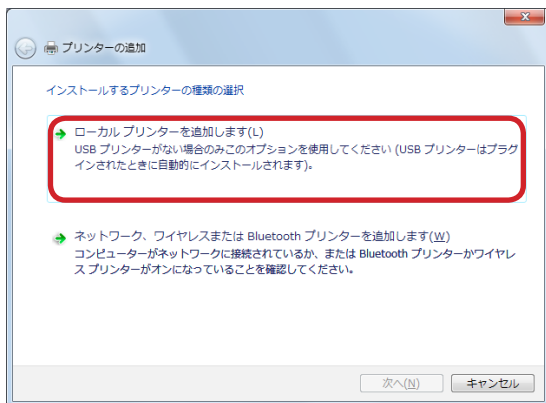 プリンターの追加
インストールするプリンターの種類の選択
ローカル プリンターを追加します(L)
USB プリンターがない場合のみこのオプションを使用してください (USB プリンターはプラグ
インされたときに自動的にインストールされます)。
ネットワーク、ワイヤレスまたは Bluetooth プリンターを追加します(W)
コンピューターがネットワークに接続されているか、または Bluetooth プリンターかワイヤレ
ス プリンターがオンになっていることを確認してください。
次へ(N)
キャンセル